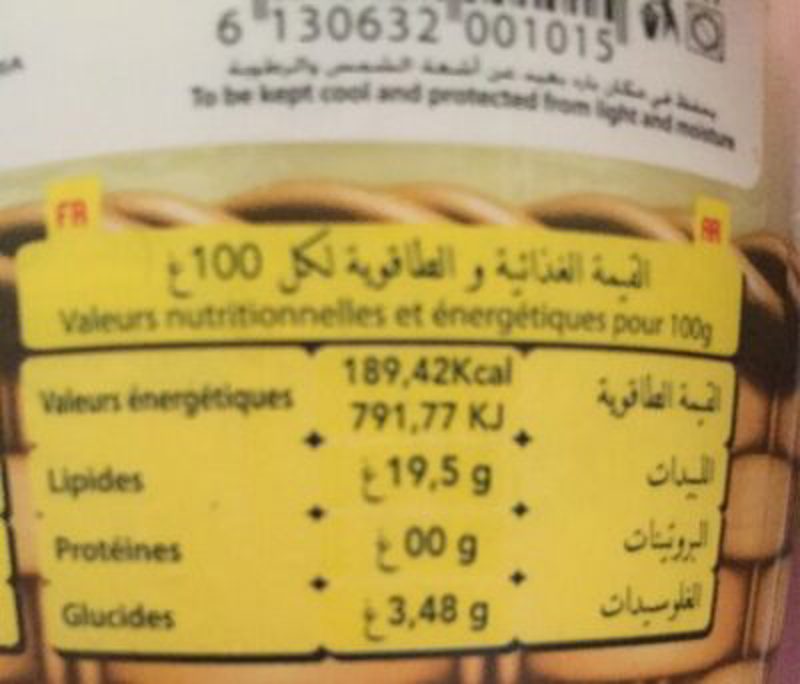 6 130632 001015
يحفظ في مكان بارد بعيد عن أشعة الشمس والرطوبة
To be kept cool and protected from light and moisture
FR
AR
القيمة الغذائية و الطاقوية لكل 100غ
Valeurs nutritionnelles et énergétiques pour 100g
Valeurs énergétiques 189,42Kcal القيمة الطاقوية
791,77 KJ
Lipides 19,5 g غ الليبدات
Protéines 00 g غ البروتينات
Glucides 3,48 g غ الغلوسيدات